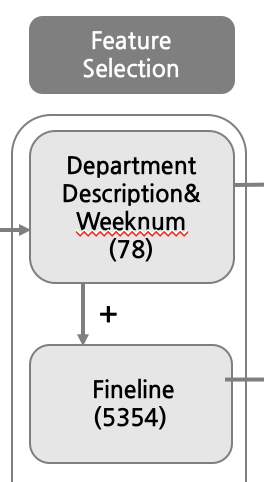 Feature
Selection
Department
Description&
Weeknum
(78)
+
Fineline
(5354)